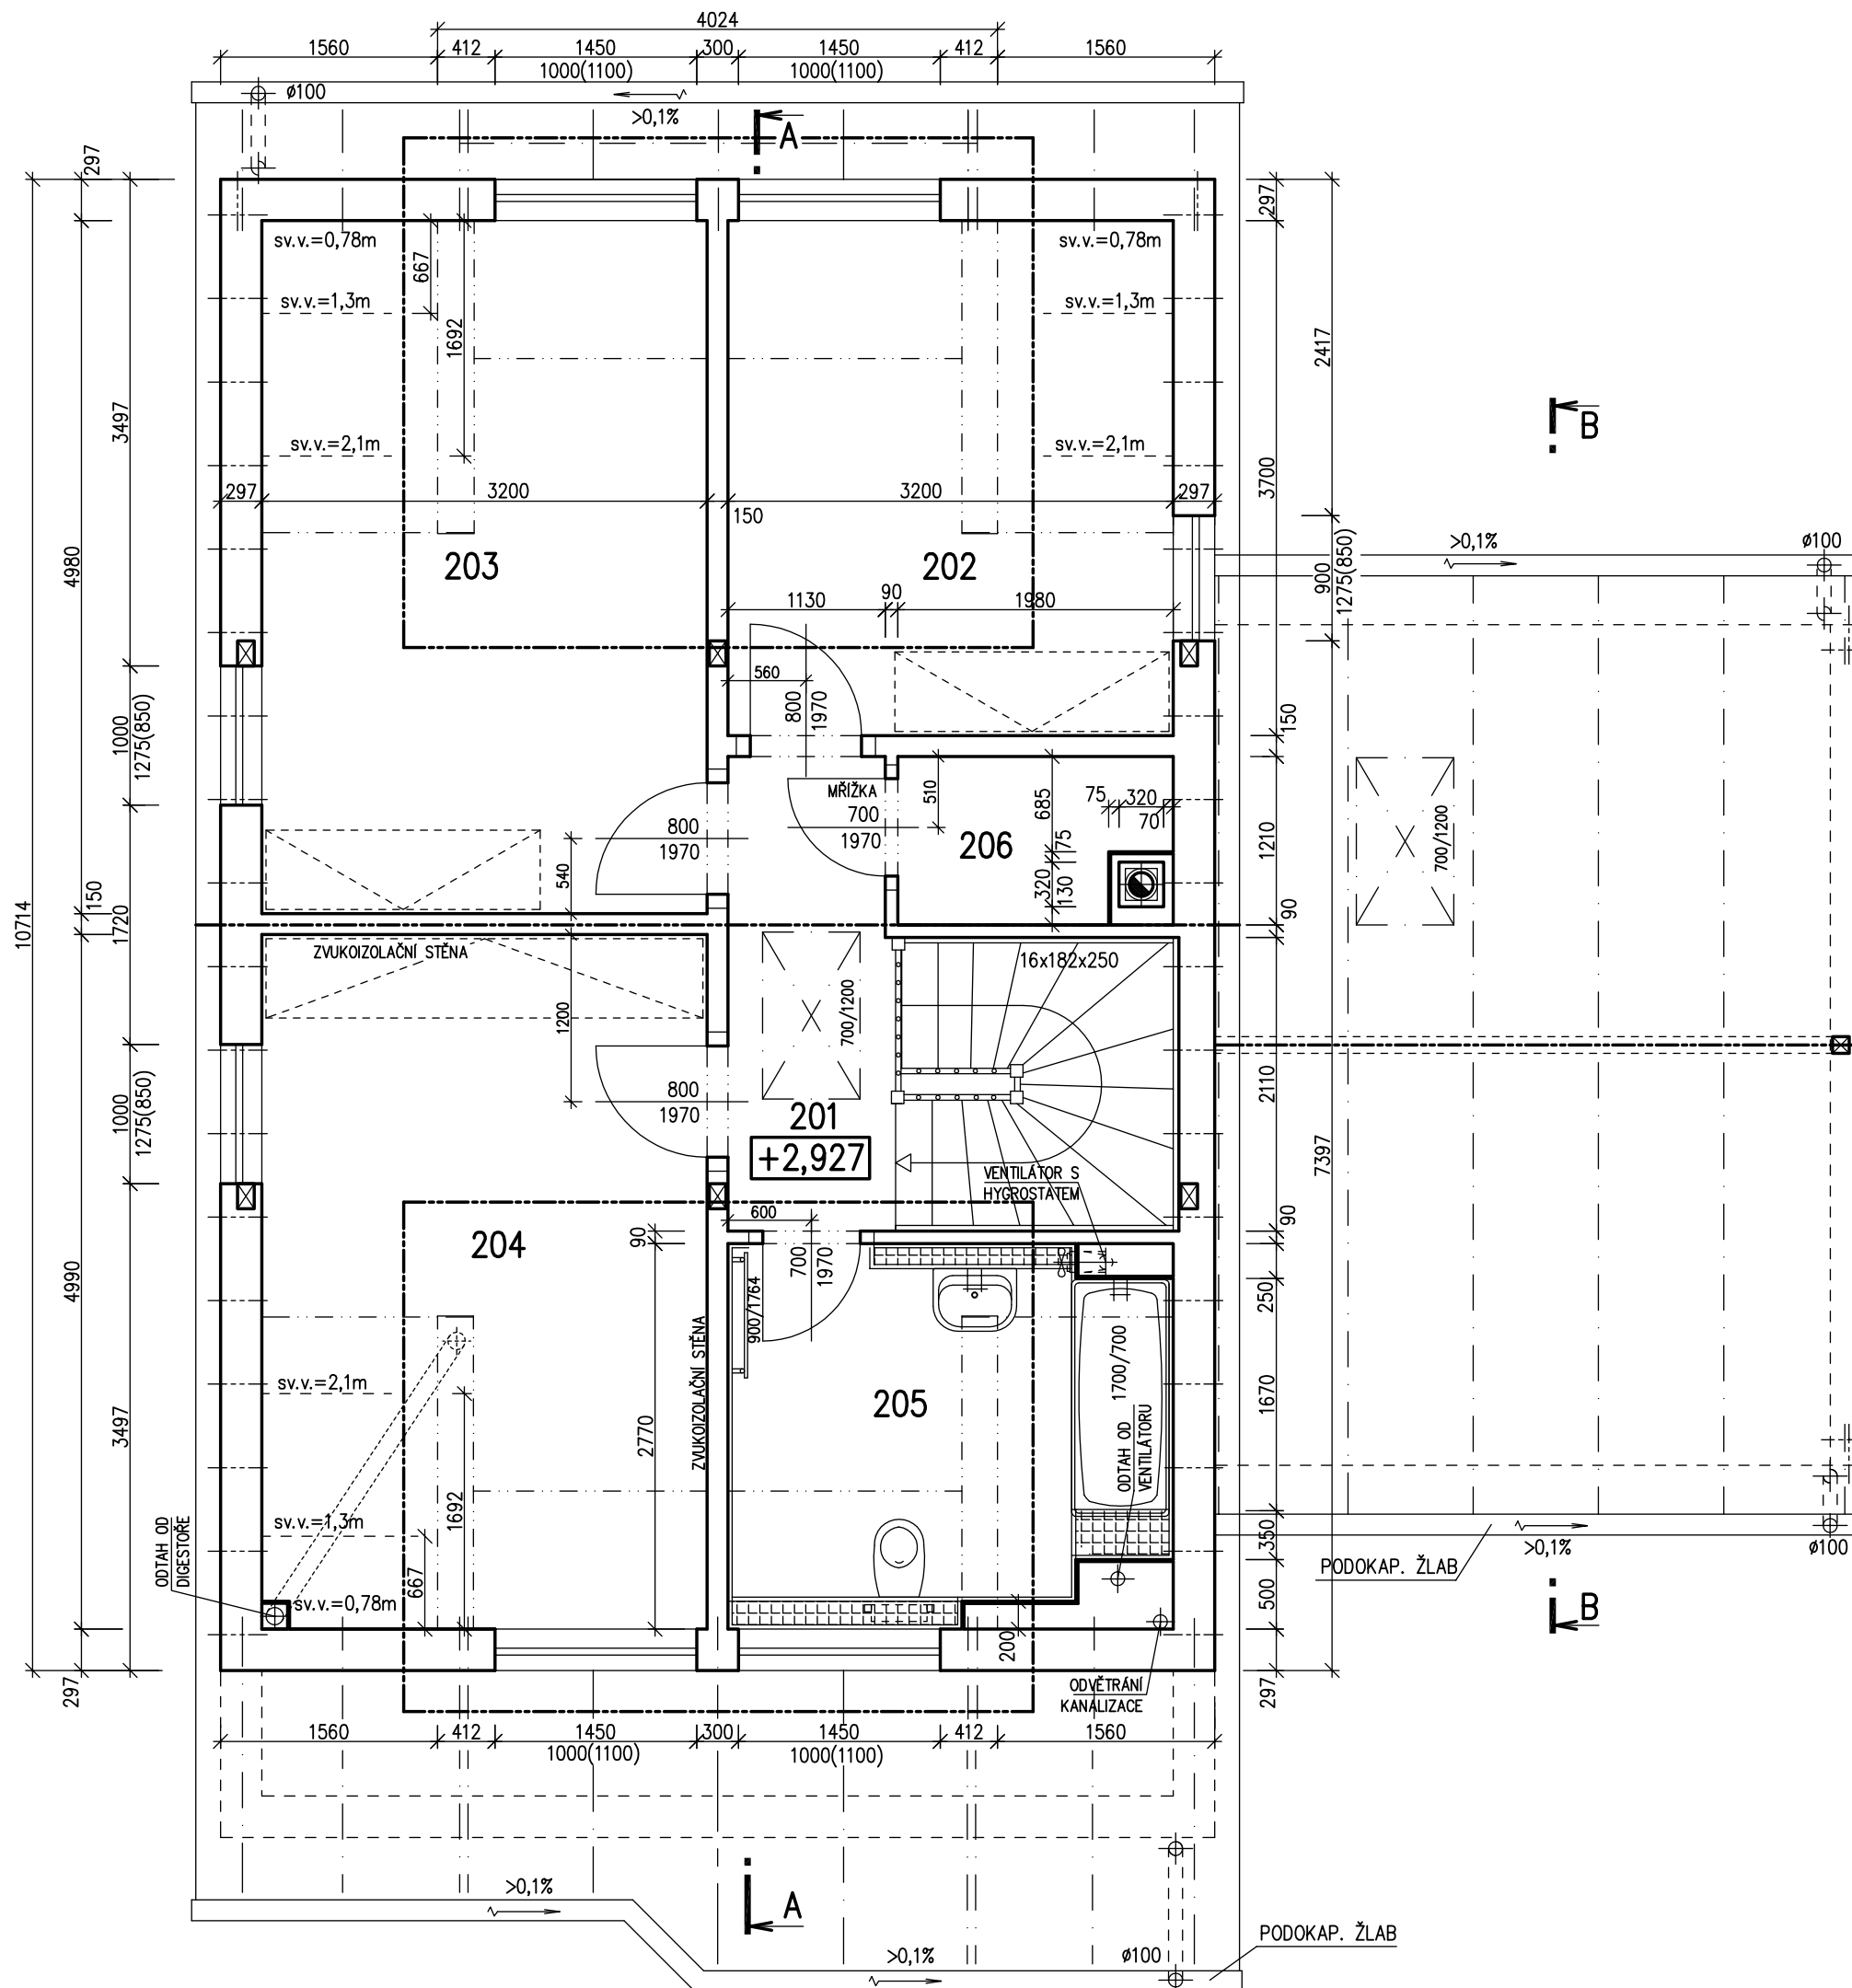 4024
1560 412 1450 300 1450 412 1560
1000(1100) 1000(1100)
ø100
>0,1%
A
297 297
sv.v.=0,78m sv.v.=0,78m
667
sv.v.=1,3m sv.v.=1,3m
1692
2417
3497
B
sv.v.=2,1m sv.v.=2,1m
3700
297 3200 3200 297
150
>0,1% ø100
4980
203 202
900
1275(850)
1130 90 1980
560
800
1970
150
1000
1275(850)
MŘÍŽKA
700
1970
510
685
75
75 320
70
700/1200
800
1970
206
1210
540
320
130
10714
150
1720
90
ZVUKOIZOLAČNÍ STĚNA
16x182x250
1200
700/1200
1000
1275(850)
800
1970
2110
201
+2,927
7397
VENTILÁTOR S
HYGROSTATEM
600
90
204
90
700
1970
900/1764
250
4990
ZVUKOIZOLAČNÍ STĚNA
1700/700
sv.v.=2,1m
205
1670
3497
2770
ODTAH OD
VENTILÁTORU
1692
sv.v.=1,3m
ODTAH OD
DIGESTOŘE
350
>0,1% ø100
PODOKAP. ŽLAB
667
sv.v.=0,78m
500
B
200
297
ODVĚTRÁNÍ
KANALIZACE
297
1560 412 1450 300 1450 412 1560
1000(1100) 1000(1100)
>0,1%
A
PODOKAP. ŽLAB
>0,1% ø100